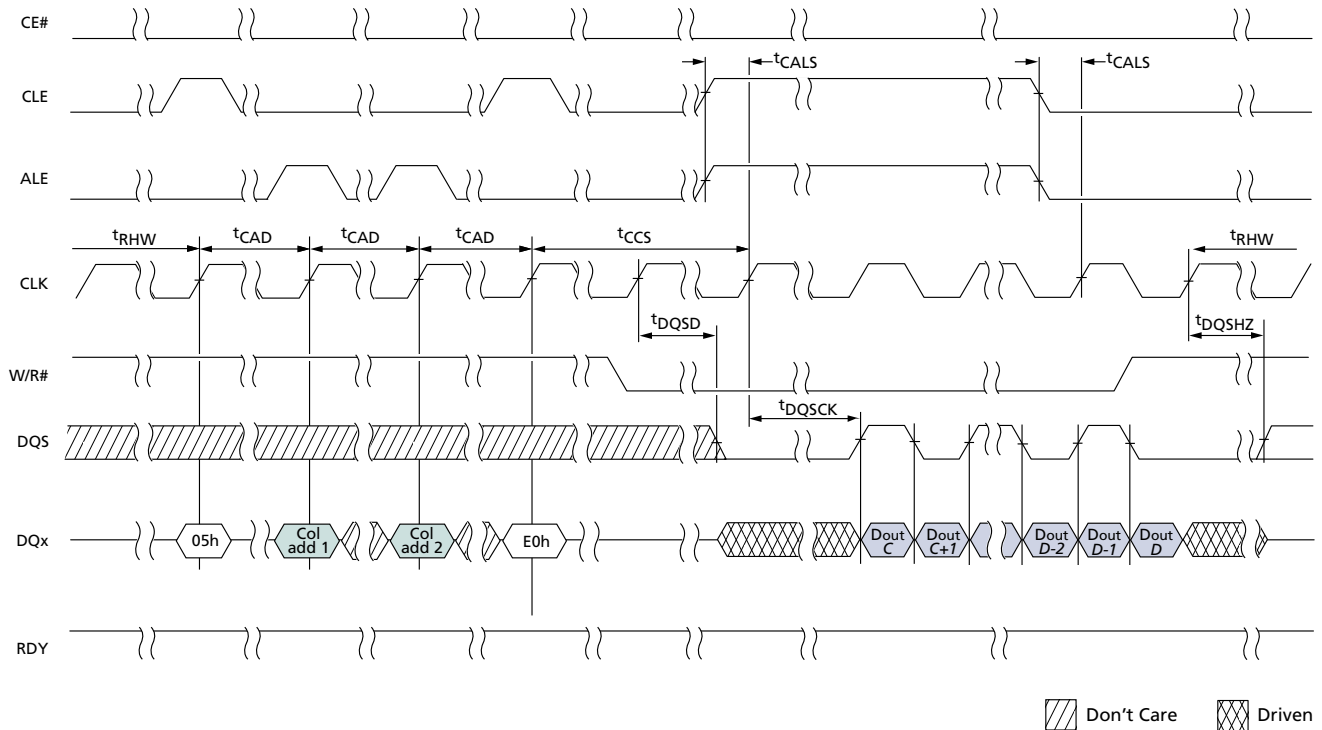 CE#
tCALS
tCALS
CLE
ALE
tRHW
tCAD
tCAD
tCAD
tCCS
tRHW
CLK
tDQSD
tDQSHZ
W/R#
tDQSCK
DQS
DQx
05h
Col add 1
Col add 2
E0h
Dout C
Dout C+1
Dout D-2
Dout D-1
Dout D
RDY
Don't Care
Driven